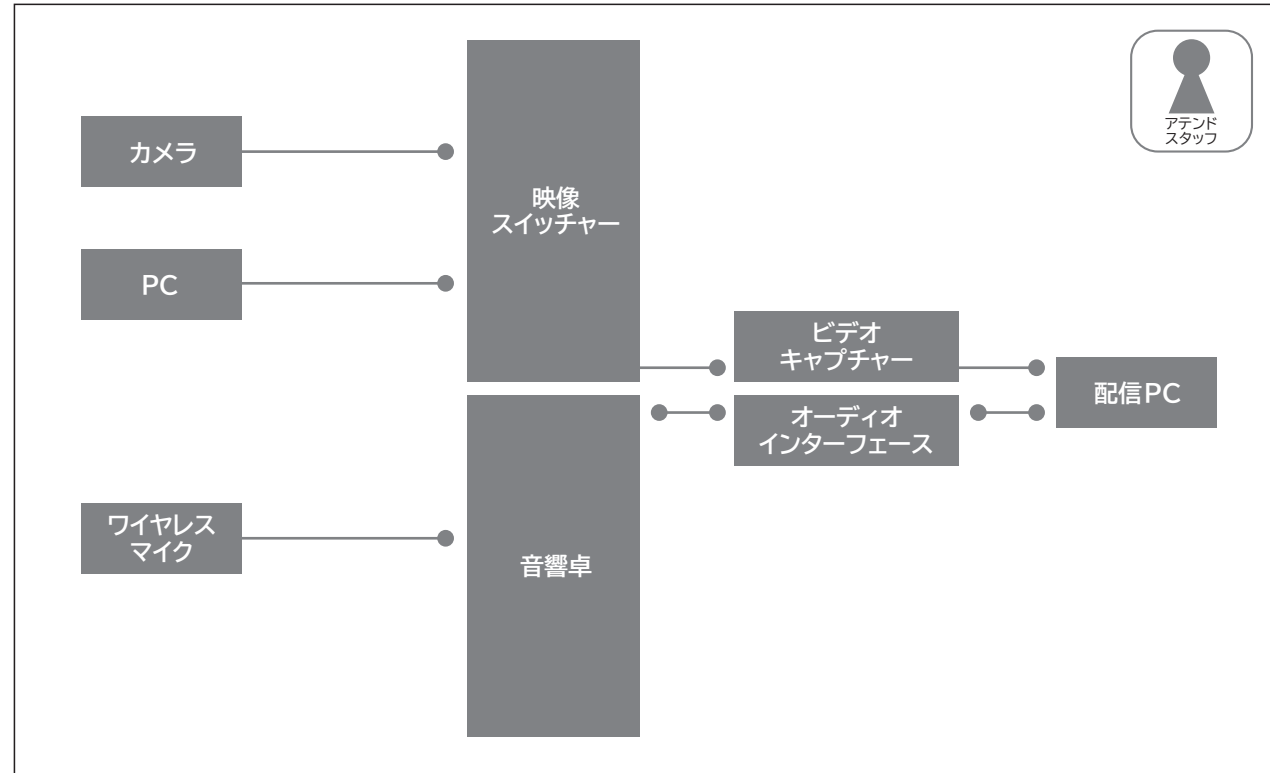 アテンド
スタッフ
カメラ
映像
スイッチャー
PC
ビデオ
キャプチャー
配信PC
オーディオ
インターフェース
ワイヤレス
マイク
音響卓